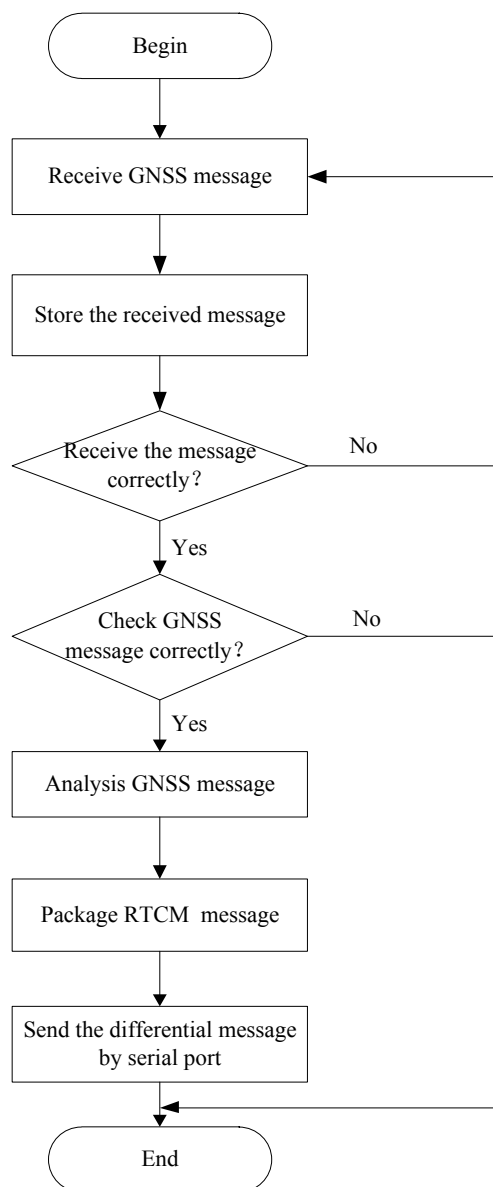 Begin
Receive GNSS message
Store the received message
Receive the message
correctly？
No
Yes
Check GNSS
message correctly？
No
Yes
Analysis GNSS message
Package RTCM  message
Send the differential message
by serial port
End